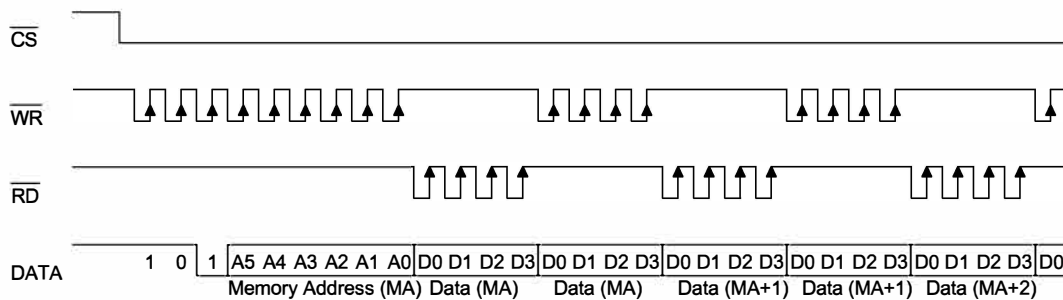 CS
WR
RD
DATA 1 0 1 A5 A4 A3 A2 A1 A0 D0 D1 D2 D3 D0 D1 D2 D3 D0 D1 D2 D3 D0 D1 D2 D3 D0 D1 D2 D3 D0
Memory Address (MA) Data (MA) Data (MA) Data (MA+1) Data (MA+1) Data (MA+2)